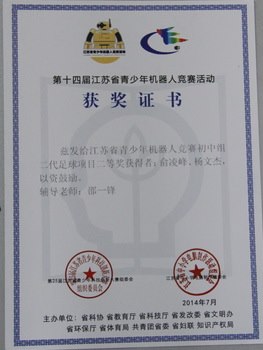 第十四届江苏省青少年机器人竞赛活动
获奖证书
兹发给江苏省青少年机器人竞赛初中组
二代足球项目二等奖获得者：俞凌峰、杨文杰，
以资鼓励。
辅导老师：邵一锋
组织委员会
2014年7月
主办单位：省科协 省教育厅 省科技厅 省发改委 省文明办
省环保厅 省体育局 共青团省委 省妇联 知识产权局